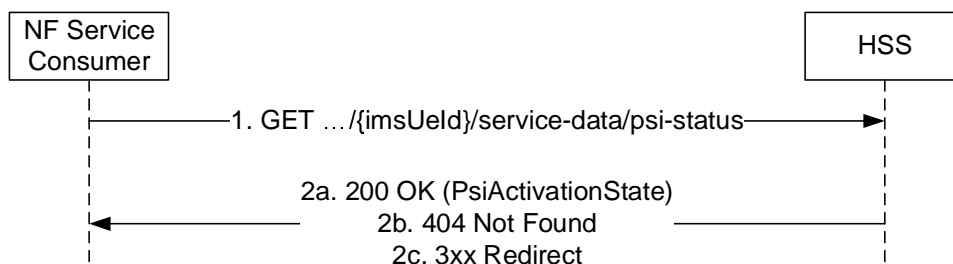 NF Service
Consumer
HSS
1. GET …/{imsUeId}/service-data/psi-status
2a. 200 OK (PsiActivationState)
2b. 404 Not Found
2c. 3xx Redirect